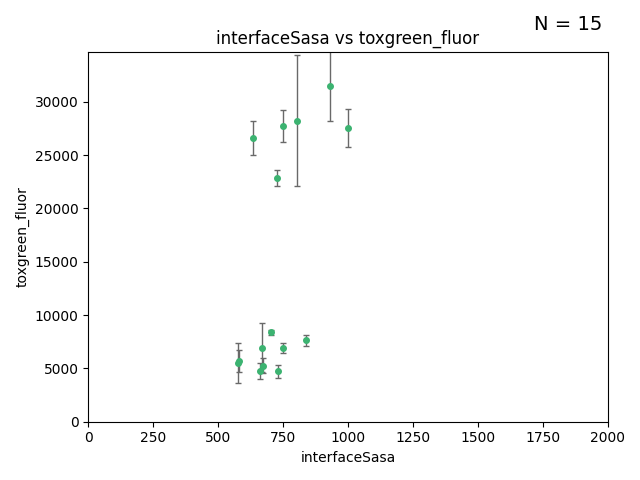 N = 15
interfaceSasa vs toxgreen_fluor
30000
25000
20000
15000
10000
5000
0
toxgreen_fluor
0 250 500 750 1000 1250 1500 1750 2000
interfaceSasa